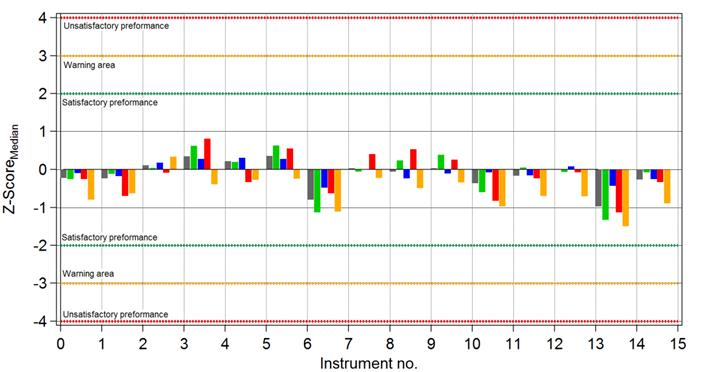 4
Unsatisfactory preformance
3
Warning area
2
Satisfactory preformance
1
0
-1
-2
Satisfactory preformance
-3
Warning area
-4
Unsatisfactory preformance
Z-ScoreMedian
0 1 2 3 4 5 6 7 8 9 10 11 12 13 14 15
Instrument no.